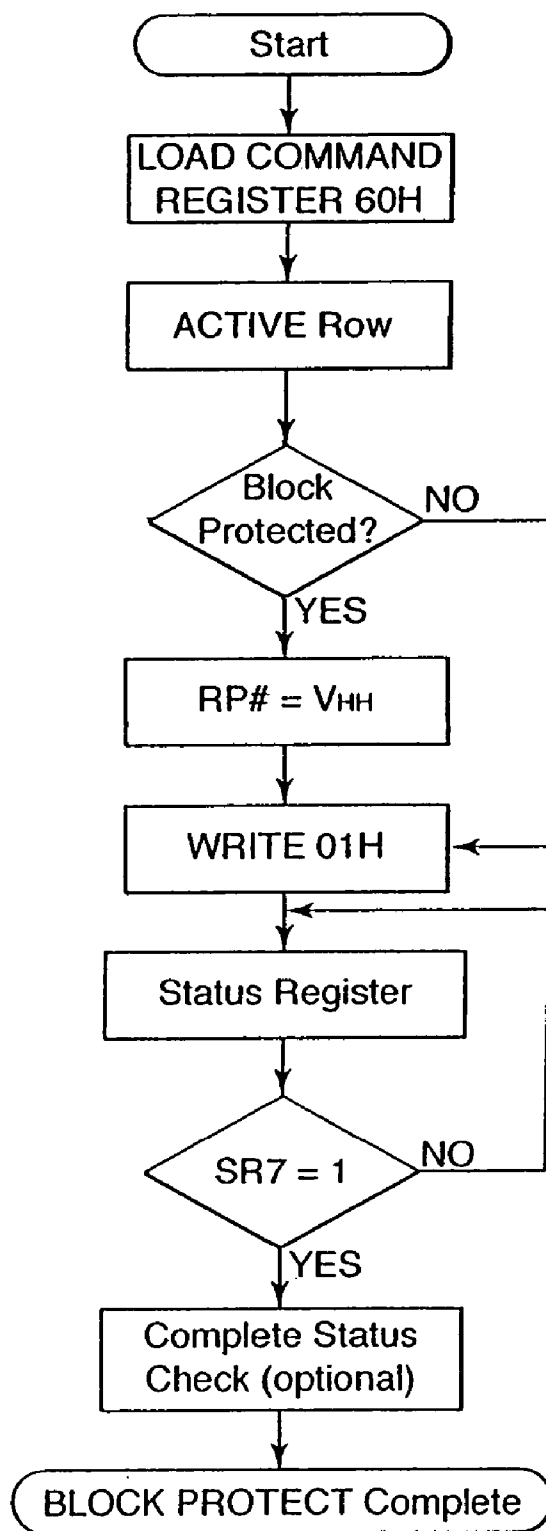 Start
LOAD COMMAND
REGISTER 60H
ACTIVE Row
Block
Protected?
NO
YES
RP# = VHH
WRITE 01H
Status Register
SR7 = 1
NO
YES
Complete Status
Check (optional)
BLOCK PROTECT Complete